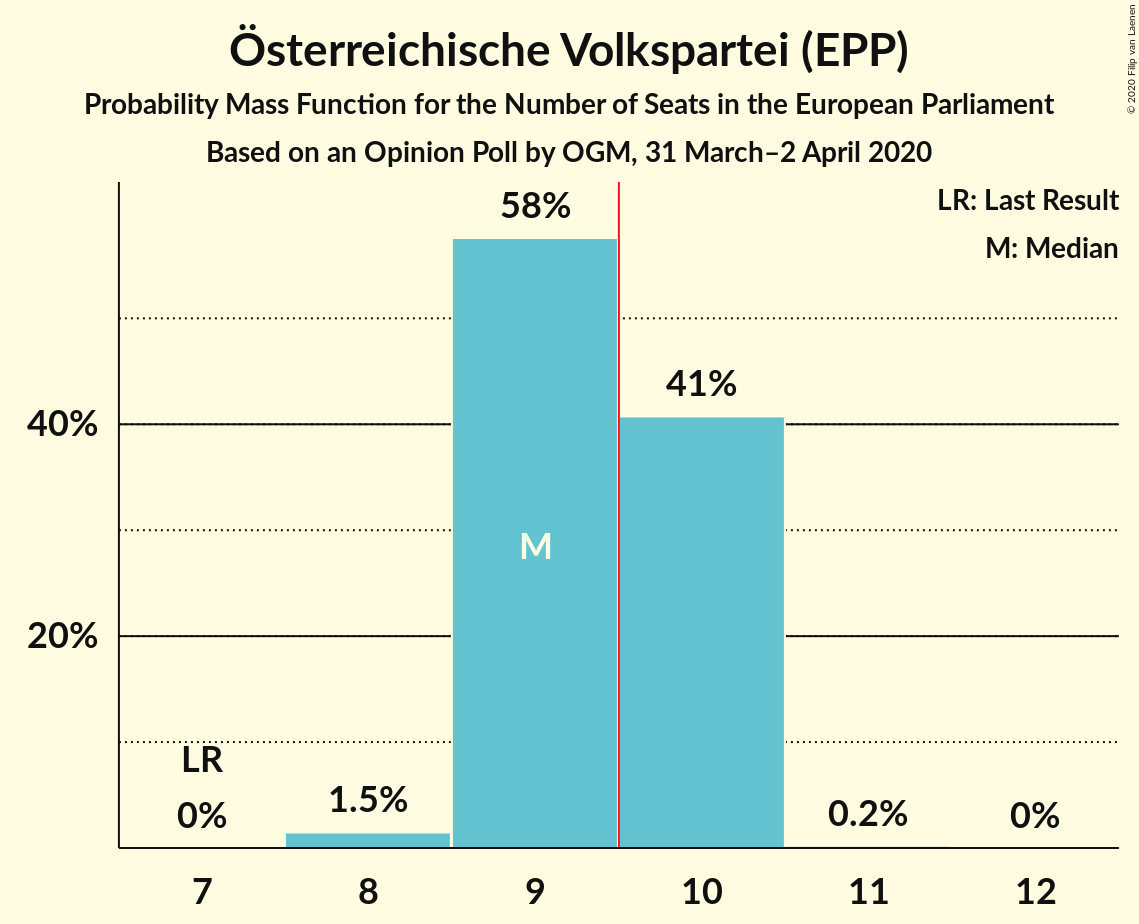 Österreichische Volkspartei (EPP)
Probability Mass Function for the Number of Seats in the European Parliament
Based on an Opinion Poll by OGM, 31 March–2 April 2020
© 2020 Filip van Laenen
LR: Last Result
M: Median
58%
41%
40%
M
20%
LR
0%
1.5%
0.2%
0%
7
8
9
10
11
12